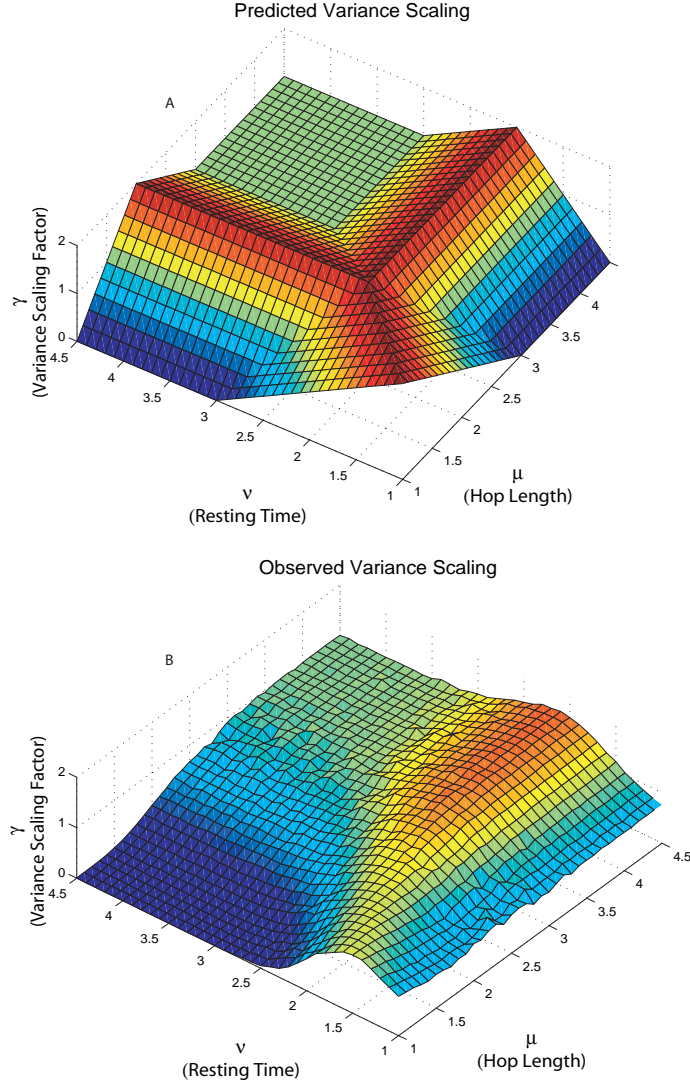 Predicted Variance Scaling
A
γ
(Variance Scaling Factor)
2
1
0
4.5
4
3.5
3
2.5
2
1.5
1
ν
(Resting Time)
1
1.5
2
2.5
3
3.5
4
μ
(Hop Length)
Observed Variance Scaling
B
γ
(Variance Scaling Factor)
2
1
0
4.5
4
3.5
3
2.5
2
1.5
1
ν
(Resting Time)
1
1.5
2
2.5
3
3.5
4
4.5
μ
(Hop Length)